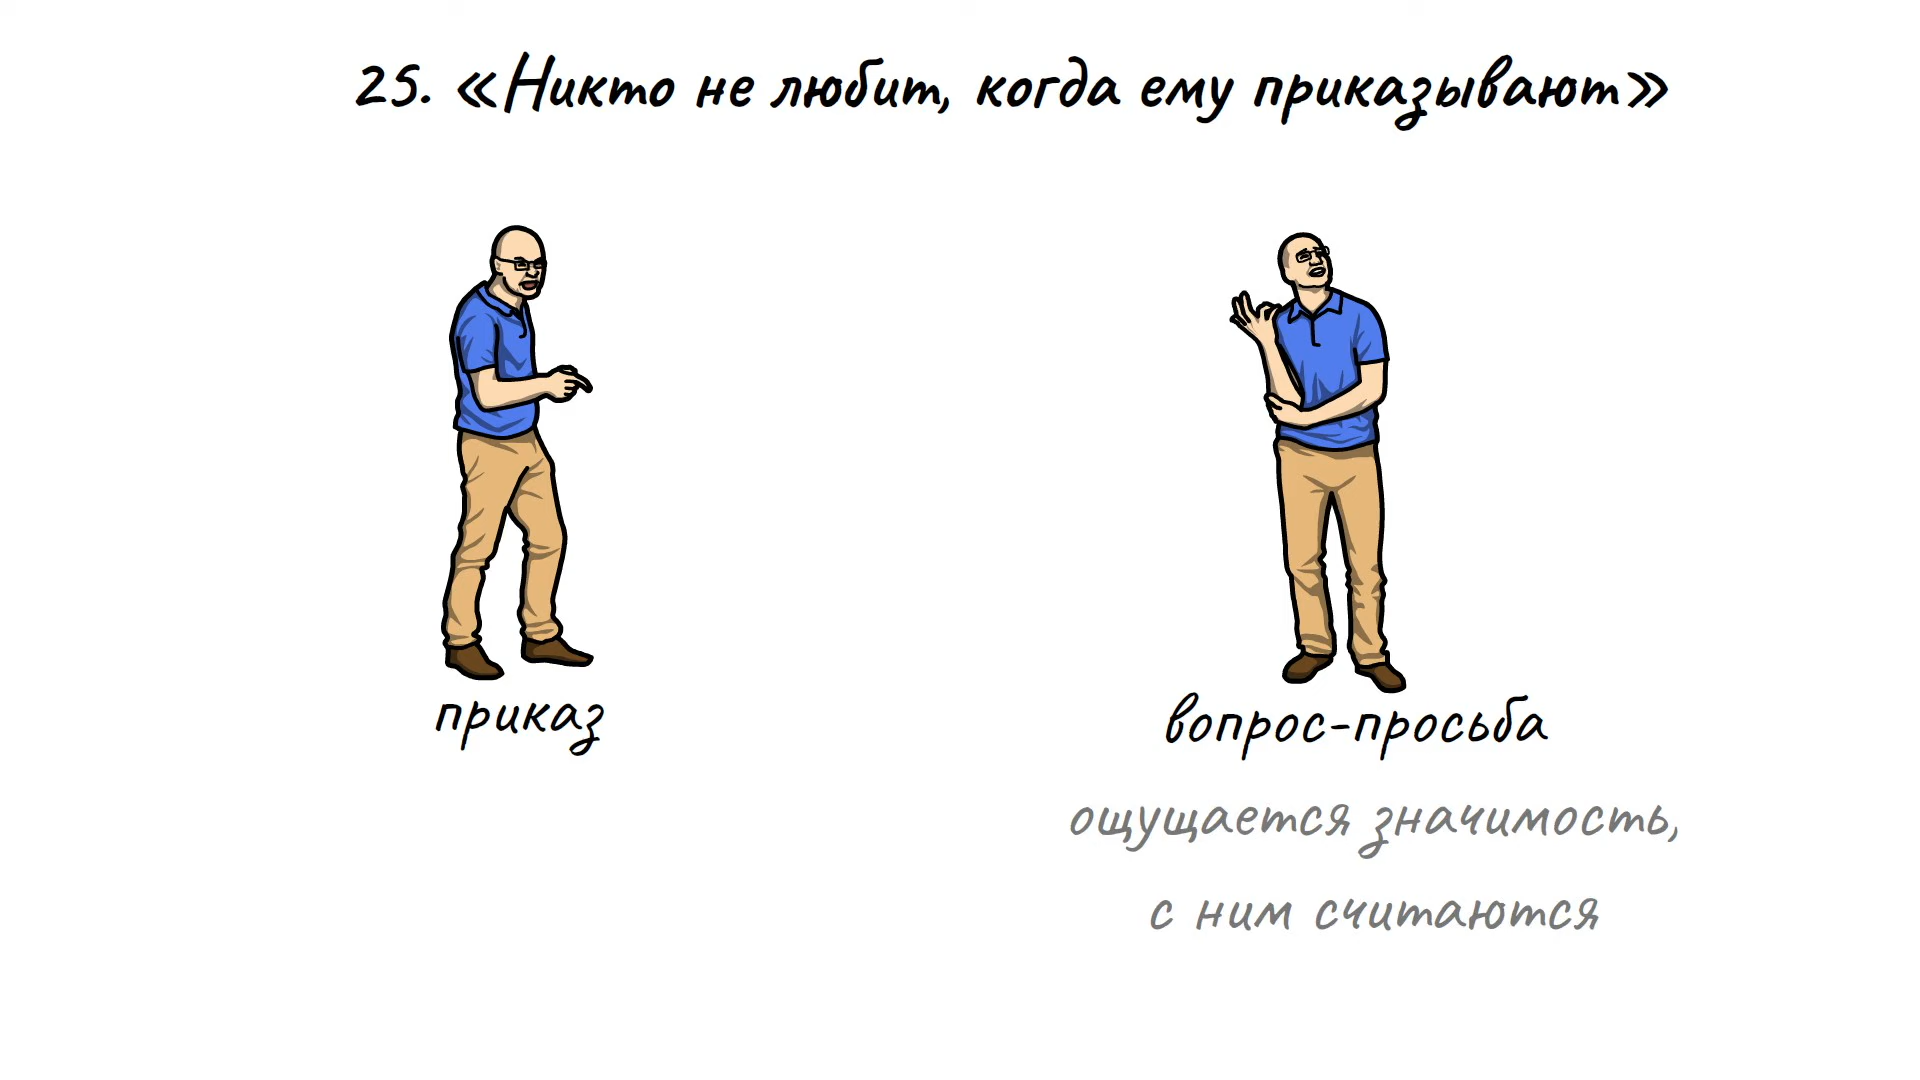 25. «Никто не любит, когда ему приказывают»
приказ
вопрос-просьба
ощущается значимость,
с ним считаются